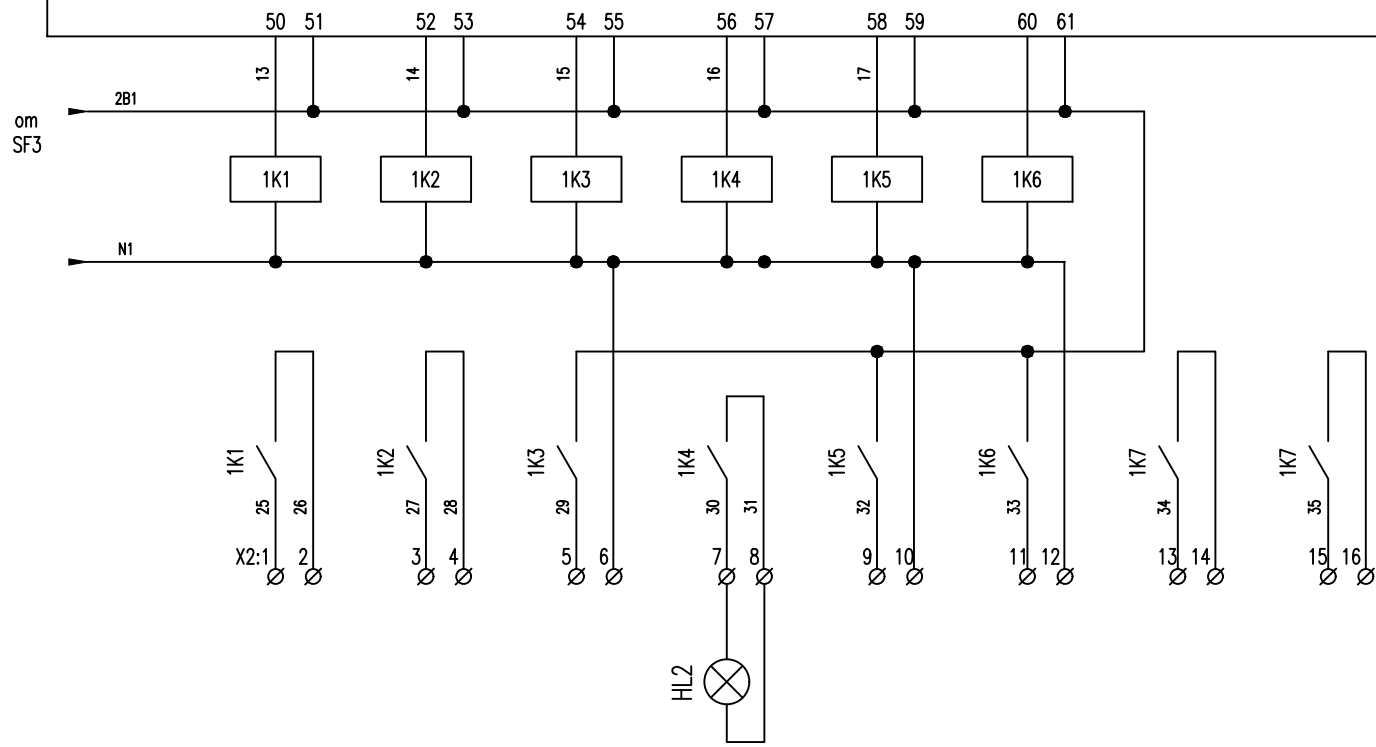 50 51 52 53 54 55 56 57 58 59 60 61
13 14 15 16 17
2B1
от
SF3
1K1 1K2 1K3 1K4 1K5 1K6
N1
1K1 1K2 1K3 1K4 1K5 1K6 1K7 1K7
25 26 27 28 29 30 31 32 33 34 35
X2:1 2 3 4 5 6 7 8 9 10 11 12 13 14 15 16
HL2